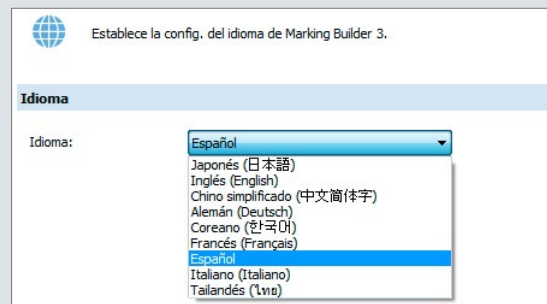 Establece la config. del idioma de Marking Builder 3.
Idioma
Idioma:
Español
Japonés (日本語)
Inglés (English)
Chino simplificado (中文简体字)
Alemán (Deutsch)
Coreano (한국어)
Francés (Français)
Español
Italiano (Italiano)
Tailandés (ไทย)